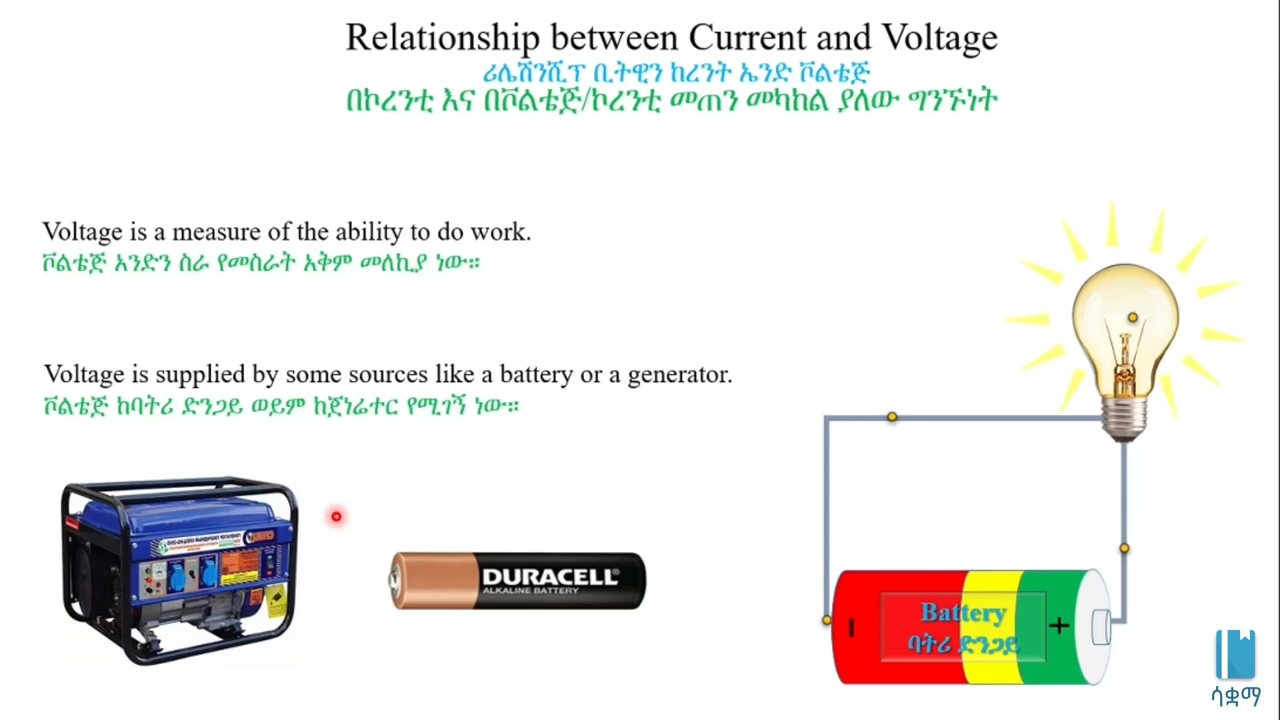 Relationship between Current and Voltage
ሪሌሽንሺፕ ቢትዊን ከረንት ኤንድ ቮልቴጅ
በኮረንቲ እና በቮልቴጅ/ኮረንቲ መጠን መካከል ያለው ግንኙነት
Voltage is a measure of the ability to do work.
ቮልቴጅ አንድን ስራ የመስራት አቅም መለኪያ ነው።
Voltage is supplied by some sources like a battery or a generator.
ቮልቴጅ ከባትሪ ድንጋይ ወይም ከጀነሬተር የሚገኝ ነው።
DURACELL®
ALKALINE BATTERY
Battery
ባትሪ ድንጋይ
- +
ሳቋማ